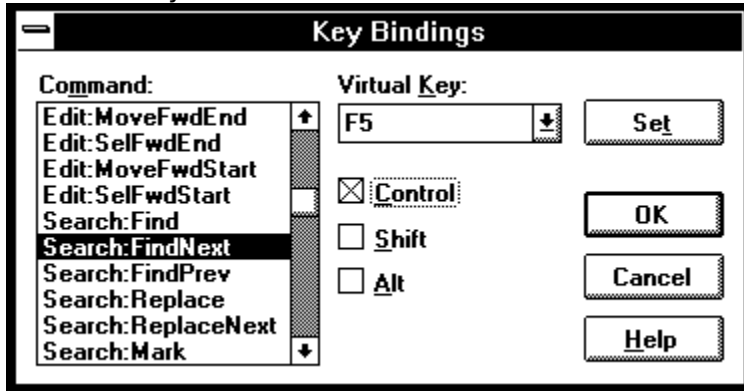 Key Bindings
Command:
Edit:MoveFwdEnd
Edit:SelFwdEnd
Edit:MoveFwdStart
Edit:SelFwdStart
Search:Find
Search:FindNext
Search:FindPrev
Search:Replace
Search:ReplaceNext
Search:Mark
Virtual Key:
F5
Control
Shift
Alt
Set
OK
Cancel
Help